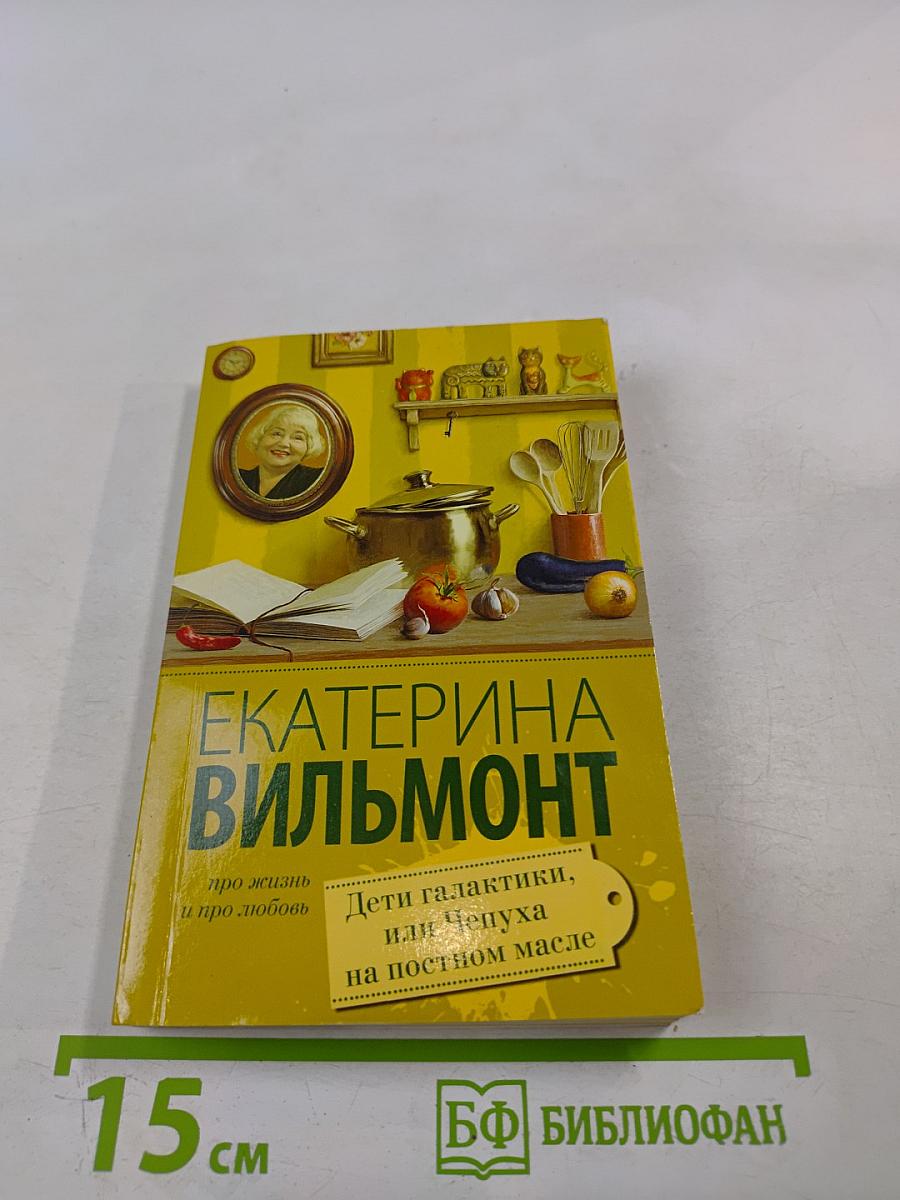 ЕКАТЕРИНА
ВИЛЬМОНТ
про жизнь
и про любовь
Дети галактики,
или Чепуха
на постном масле
15 см
БФ БИБЛИОФАН